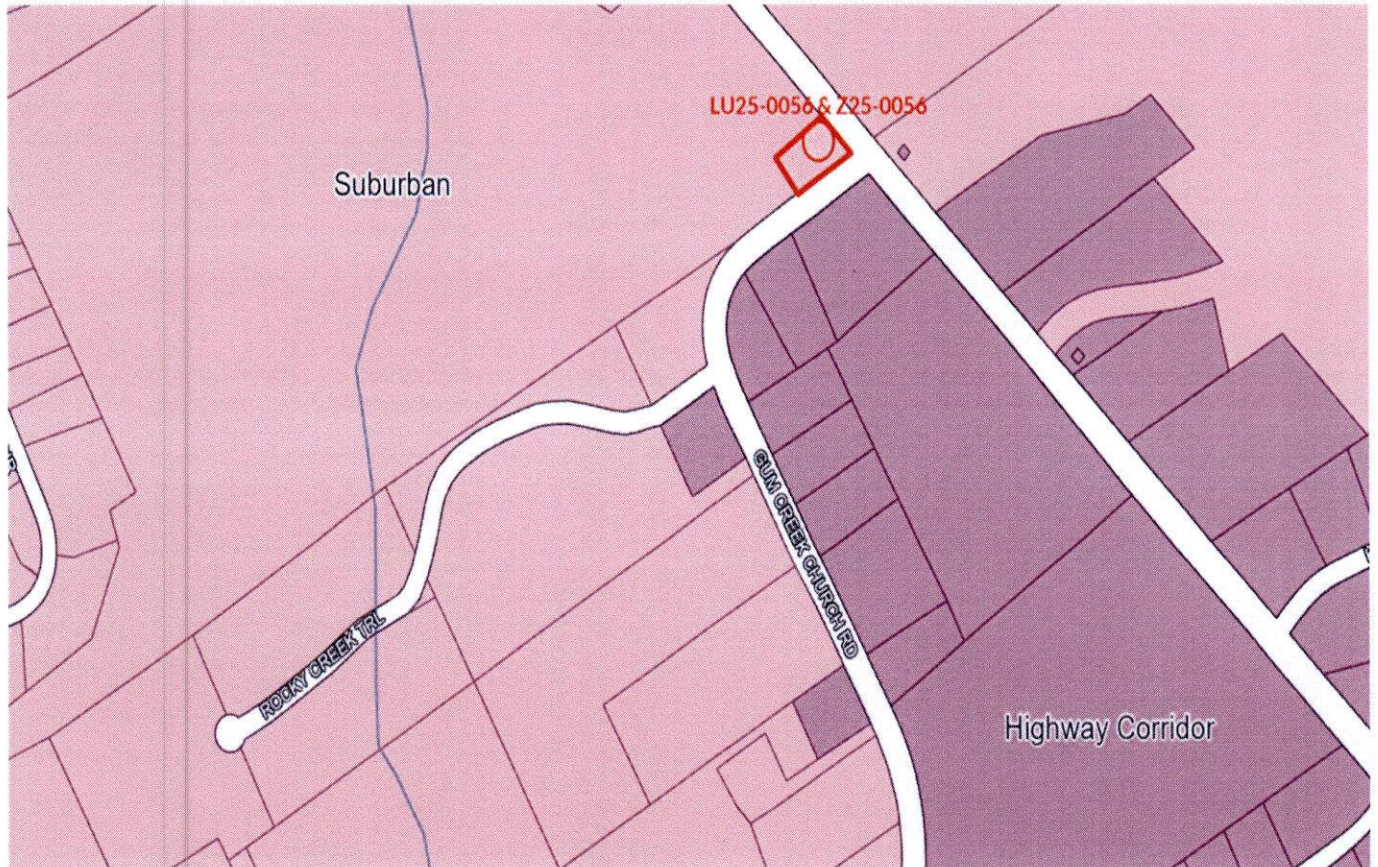 LU25-0056 & Z25-0056
Suburban
GUM CREEK CHURCH RD
ROCKY CREEK TRL
Highway Corridor